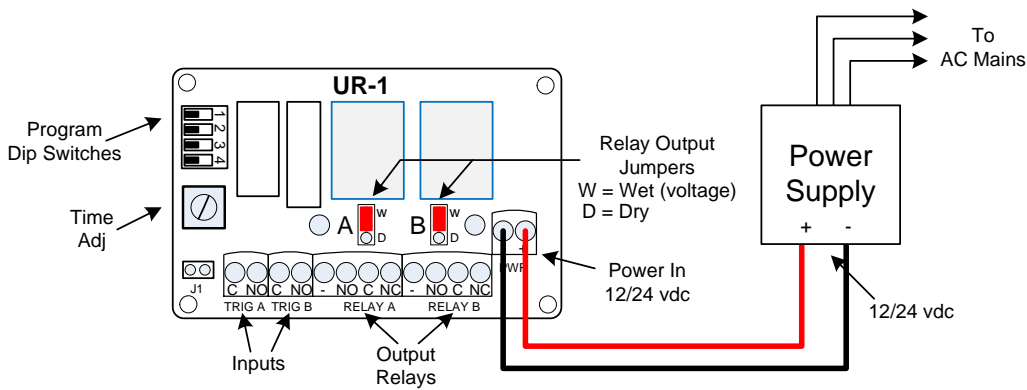 UR-1
1
2
3
4
Program
Dip Switches
Time
Adj
J1
A
W
D
B
W
D
Relay Output
Jumpers
W = Wet (voltage)
D = Dry
PWR
- +
C NO C NO - NO C NC - NO C NC
TRIG A TRIG B RELAY A RELAY B
Inputs
Output
Relays
Power In
12/24 vdc
To
AC Mains
Power
Supply
+ -
12/24 vdc